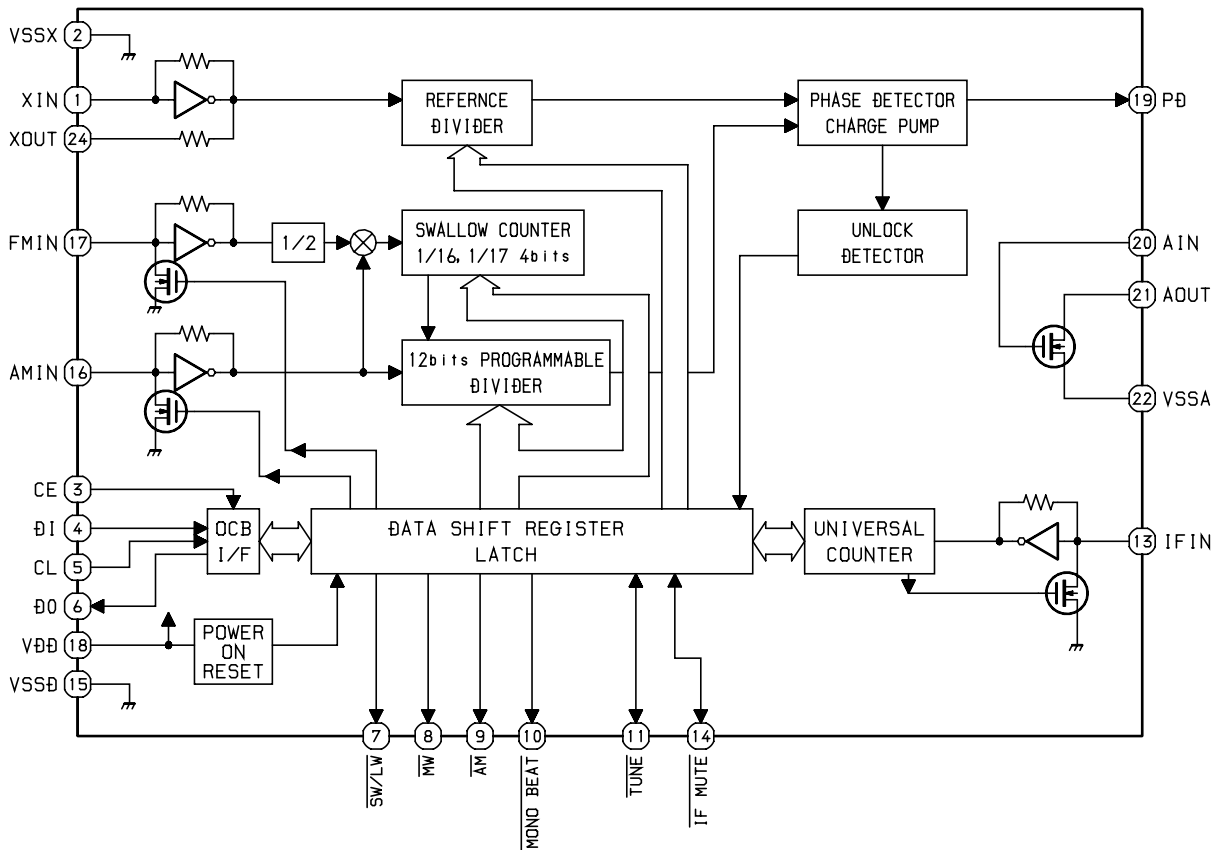 VSSX 2
XIN 1
XOUT 24
REFERNCE
DIVIDER
PHASE DETECTOR
CHARGE PUMP
19 PD
FMIN 17
1/2
SWALLOW COUNTER
1/16, 1/17 4bits
UNLOCK
DETECTOR
20 AIN
21 AOUT
AMIN 16
12bits PROGRAMMABLE
DIVIDER
22 VSSA
CE 3
DI 4
CL 5
DO 6
OCB
I/F
DATA SHIFT REGISTER
LATCH
UNIVERSAL
COUNTER
13 IFIN
VDD 18
POWER
ON
RESET
VSSD 15
7
8
9
10
11
14
SW/LW
MW
AM
MONO BEAT
TUNE
IF MUTE